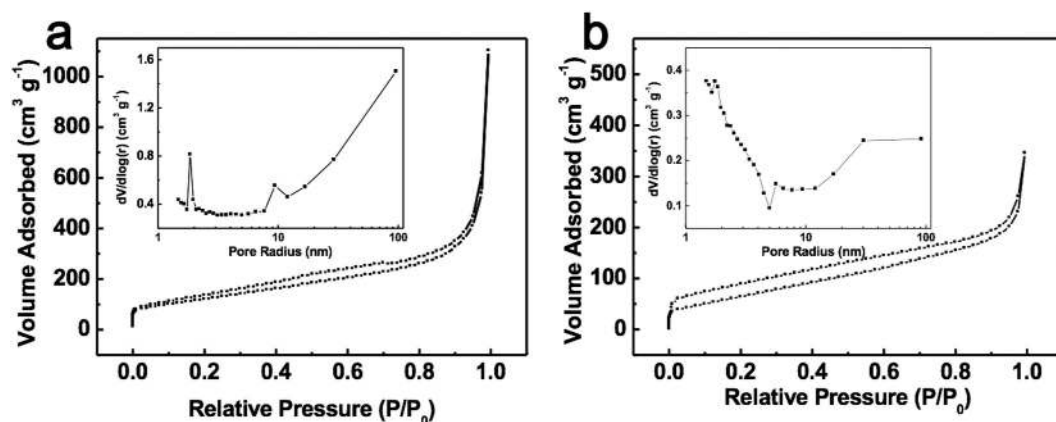 a
Volume Adsorbed (cm³ g⁻¹)
1000
800
600
400
200
0
0.0 0.2 0.4 0.6 0.8 1.0
Relative Pressure (P/P₀)
dV/dlog(r) (cm³ g⁻¹)
1.6
1.2
0.8
0.4
1 10 100
Pore Radius (nm)
b
Volume Adsorbed (cm³ g⁻¹)
500
400
300
200
100
0
0.0 0.2 0.4 0.6 0.8 1.0
Relative Pressure (P/P₀)
dV/dlog(r) (cm³ g⁻¹)
0.4
0.3
0.2
0.1
1 10 100
Pore Radius (nm)